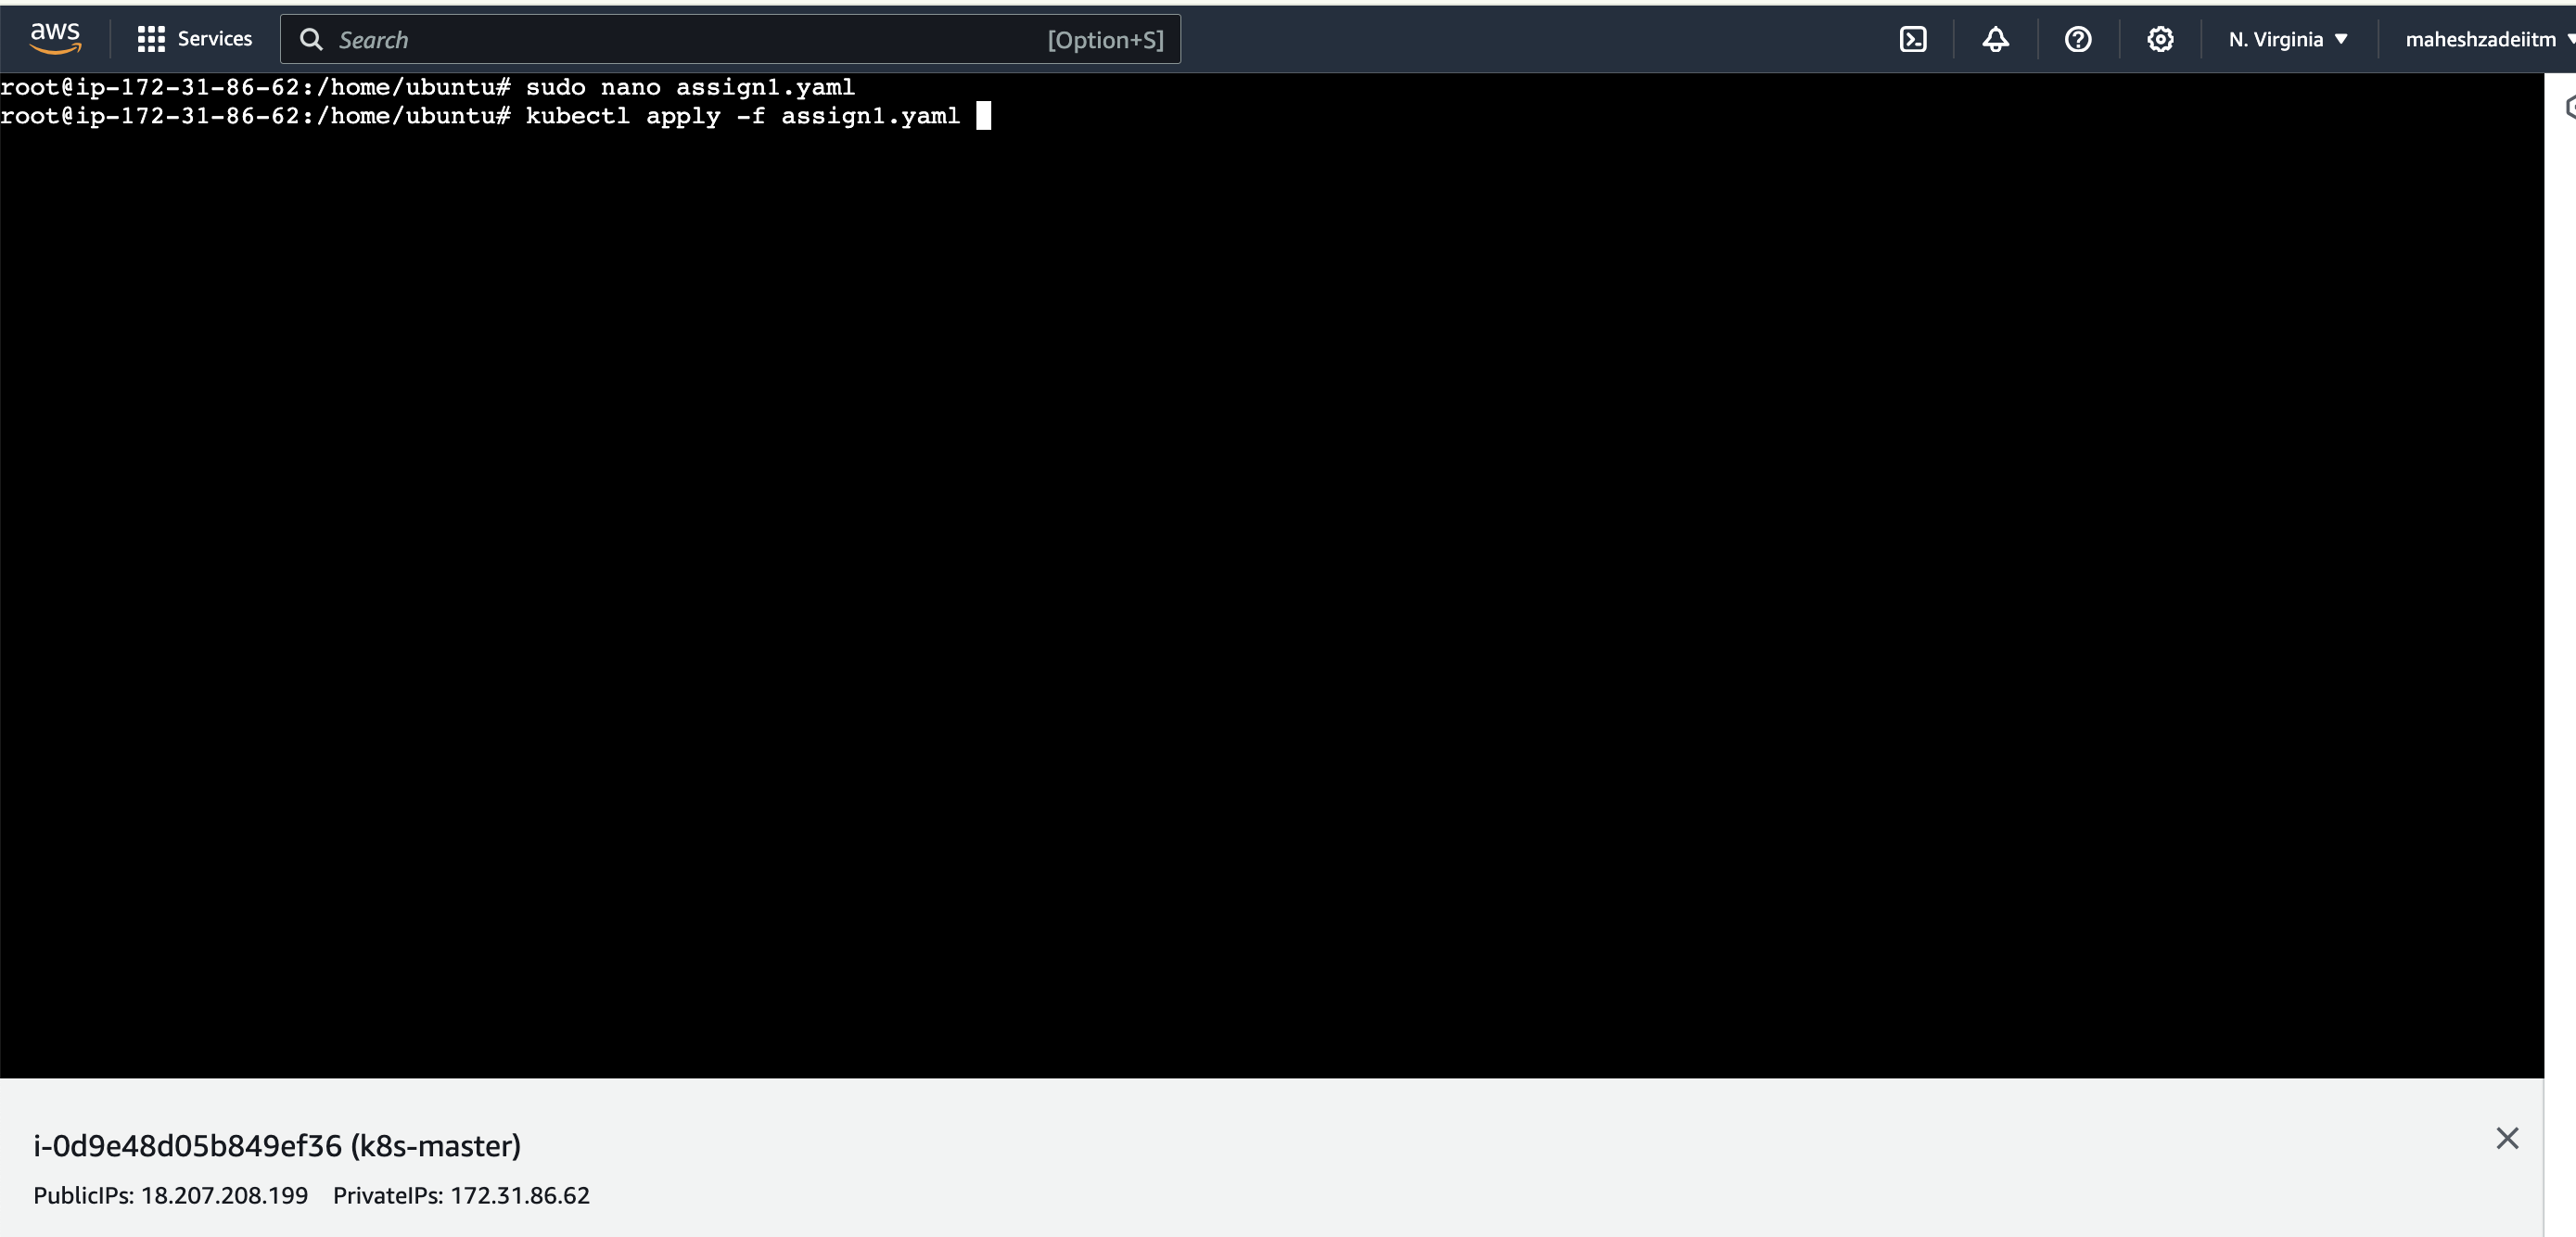 aws Services Search [Option+S] N. Virginia maheshzadeiitm
root@ip-172-31-86-62:/home/ubuntu# sudo nano assign1.yaml
root@ip-172-31-86-62:/home/ubuntu# kubectl apply -f assign1.yaml
i-0d9e48d05b849ef36 (k8s-master)
PublicIPs: 18.207.208.199 PrivateIPs: 172.31.86.62